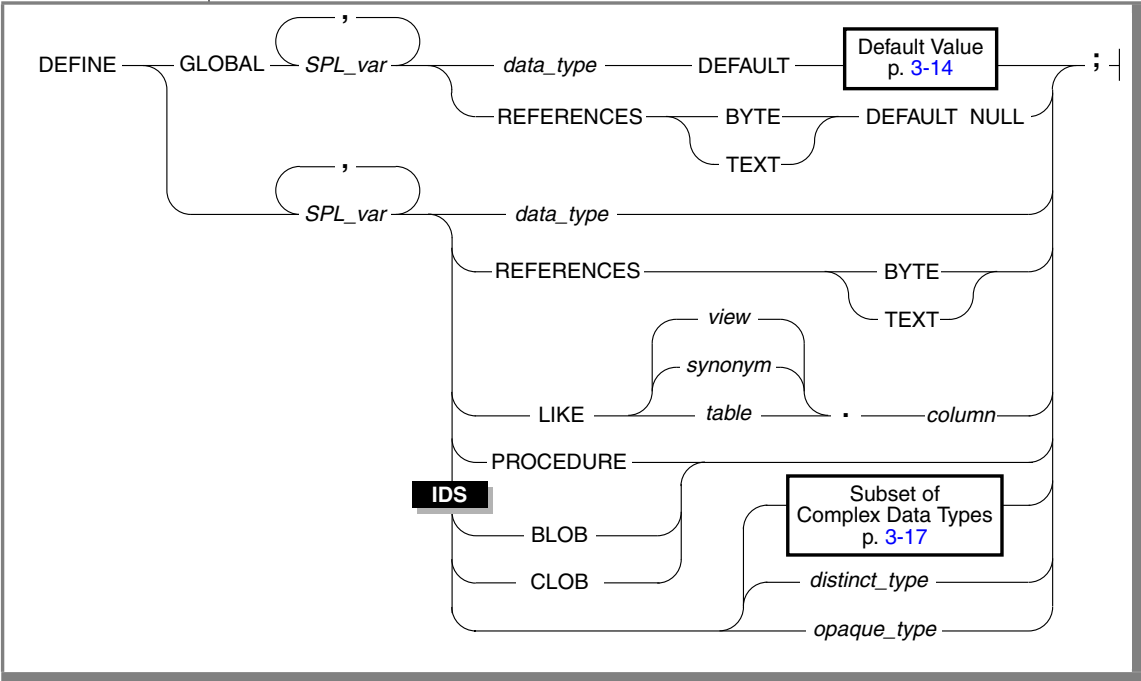 ,
DEFINE GLOBAL SPL_var data_type DEFAULT Default Value
p. 3-14 ;
REFERENCES BYTE DEFAULT NULL
TEXT
,
SPL_var data_type
REFERENCES BYTE
TEXT
view
synonym
LIKE table . column
PROCEDURE
IDS
Subset of
Complex Data Types
p. 3-17
BLOB
CLOB distinct_type
opaque_type